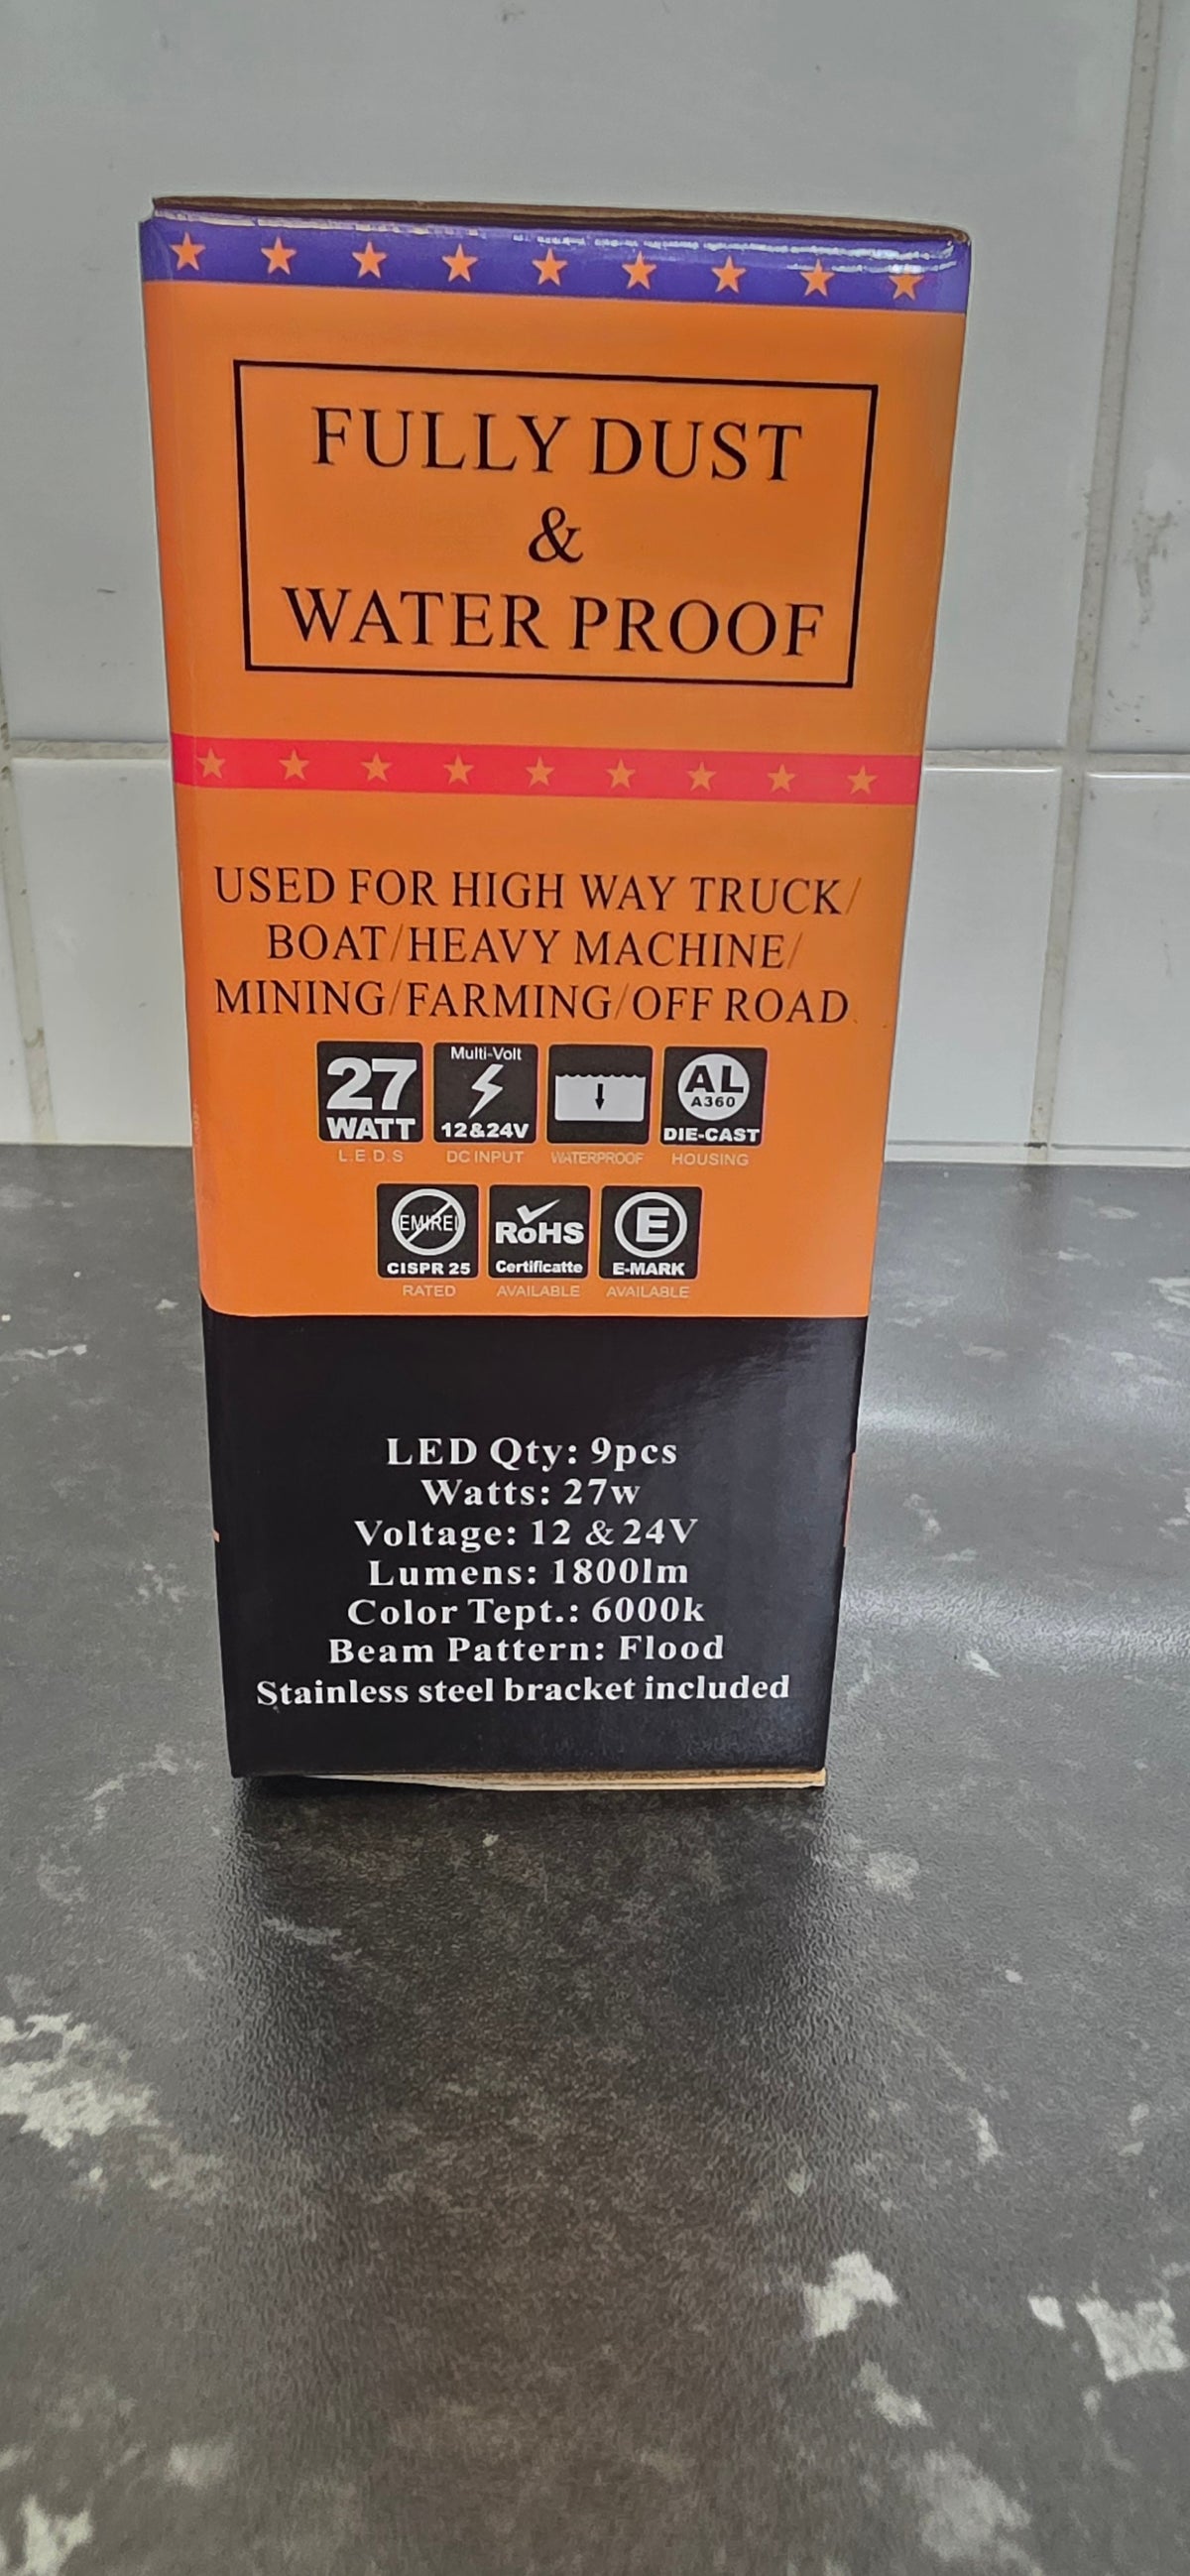 FULLY DUST
&
WATER PROOF
USED FOR HIGH WAY TRUCK/
BOAT/HEAVY MACHINE/
MINING/FARMING/OFF ROAD
27
WATT
L.E.D.S
Multi-Volt
12&24V
DC INPUT
WATERPROOF
AL
A360
DIE-CAST
HOUSING
EMIREI
CISPR 25
RATED
RoHS
Certificatte
AVAILABLE
E
E-MARK
AVAILABLE
LED Qty: 9pcs
Watts: 27w
Voltage: 12 & 24V
Lumens: 1800lm
Color Tept.: 6000k
Beam Pattern: Flood
Stainless steel bracket included